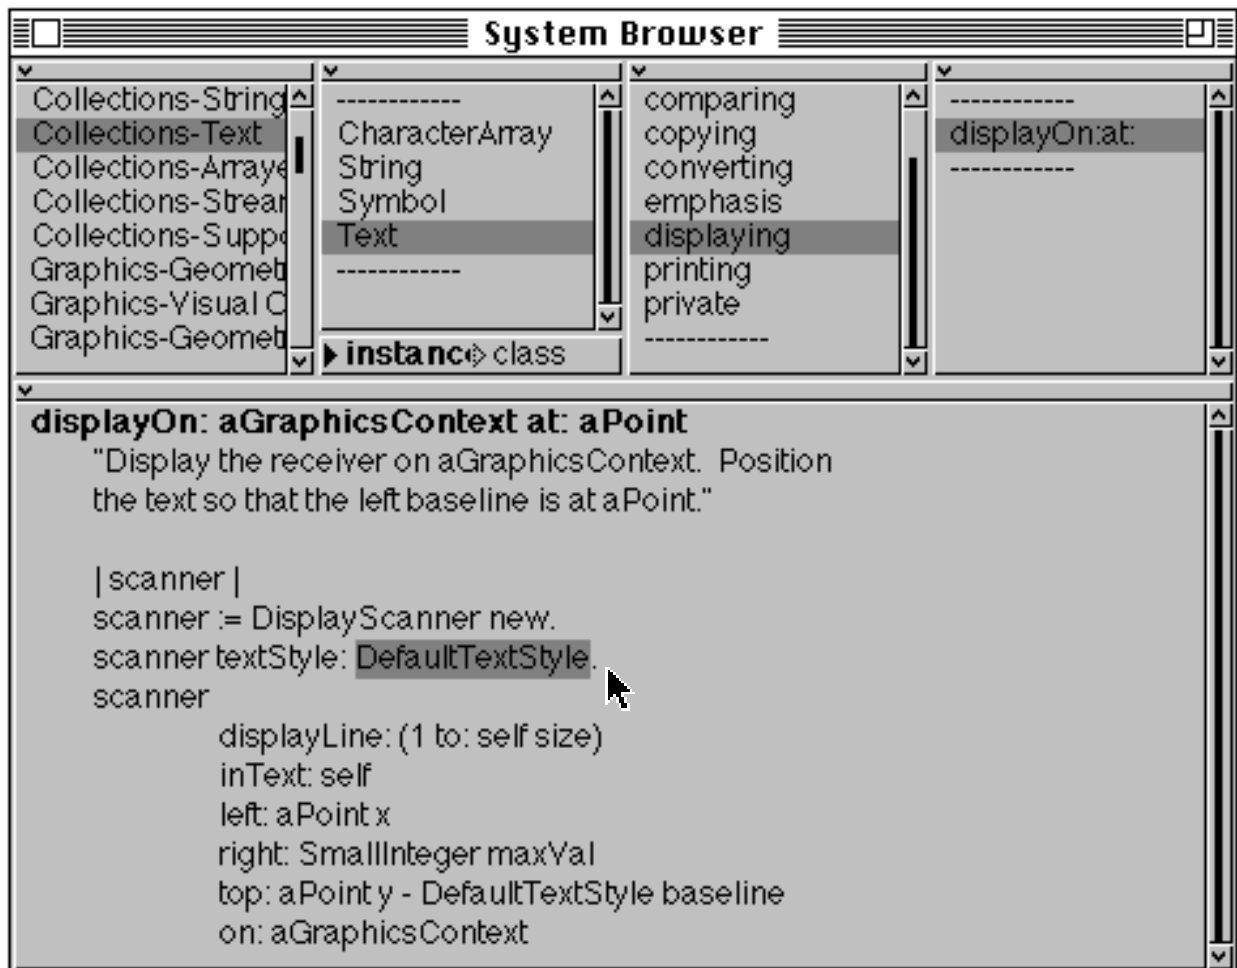 System Browser
Collections-String
Collections-Text
Collections-Arraye
Collections-Strear
Collections-Suppo
Graphics-Geomet
Graphics-Visual C
Graphics-Geomet
------------
CharacterArray
String
Symbol
Text
------------
instance class
comparing
copying
converting
emphasis
displaying
printing
private
------------
------------
displayOn:at:
------------
displayOn: aGraphicsContext at: aPoint
"Display the receiver on aGraphicsContext. Position
the text so that the left baseline is at aPoint."
| scanner |
scanner := DisplayScanner new.
scanner textStyle: DefaultTextStyle.
scanner
displayLine: (1 to: self size)
inText: self
left: aPoint x
right: SmallInteger maxVal
top: aPoint y - DefaultTextStyle baseline
on: aGraphicsContext